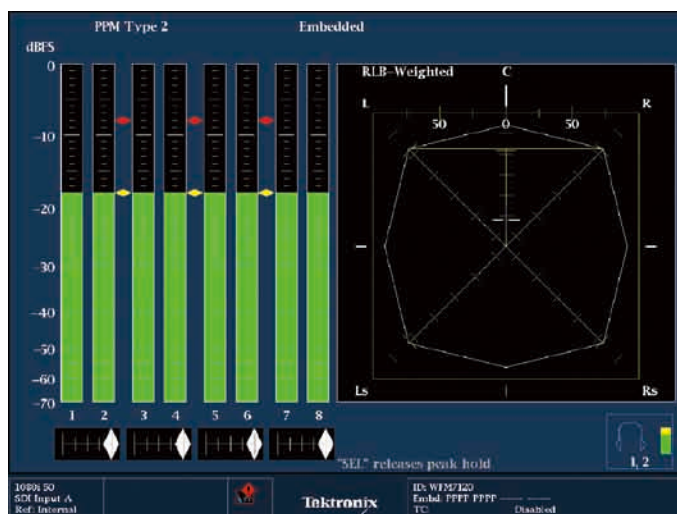 PPM Type 2
Embedded
dBFS
0
-10
-20
-30
-40
-50
-60
-70
1 2 3 4 5 6 7 8
RLB-Weighted
C
L
R
50 0 50
Ls
Rs
"SEL" releases peak hold
1, 2
1080i 50
SDI Input A
Ref: Internal
Tektronix
ID: WFM7120
Embd: PPPP PPPP ---- ----
TC: Disabled